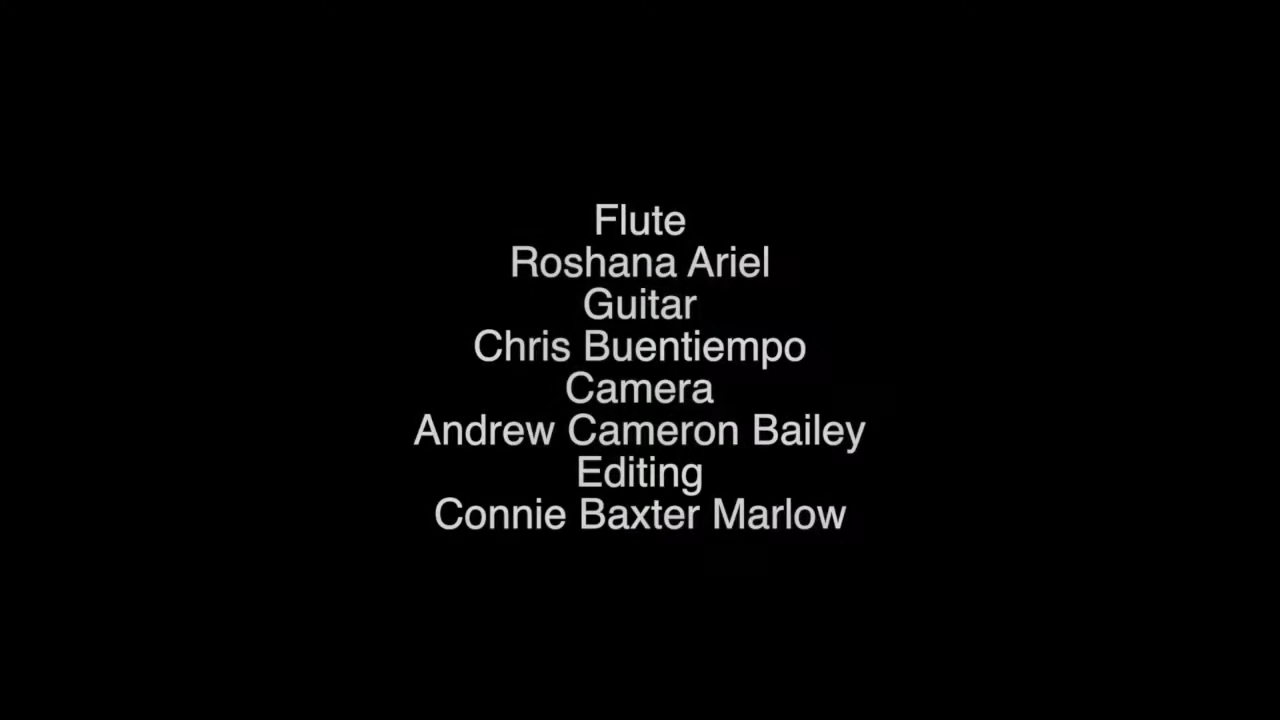 Flute
Roshana Ariel
Guitar
Chris Buentiempo
Camera
Andrew Cameron Bailey
Editing
Connie Baxter Marlow